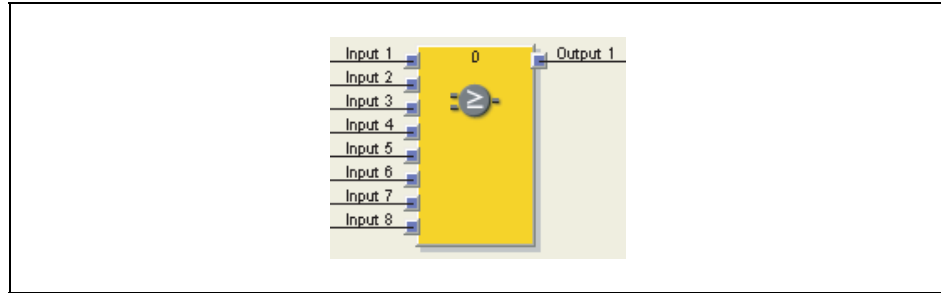 Input 1 0 Output 1
Input 2
Input 3
≥
Input 4
Input 5
Input 6
Input 7
Input 8